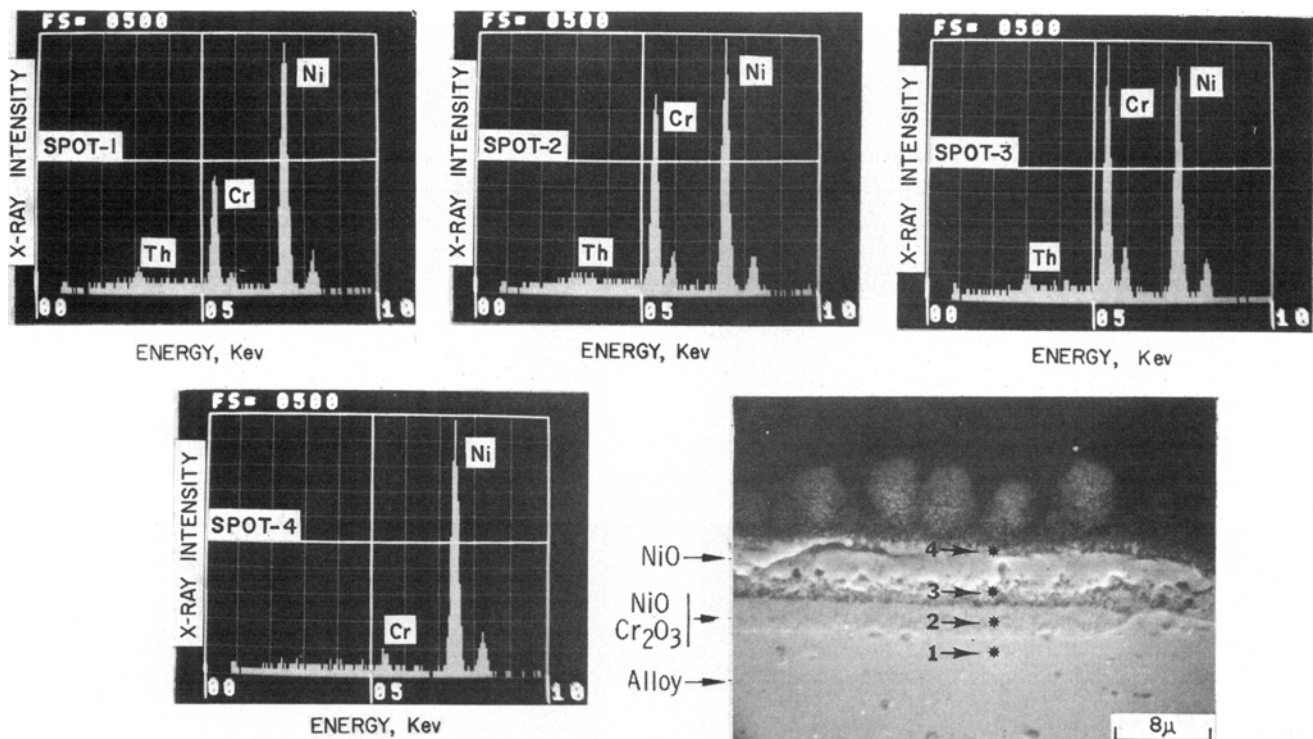 FS= 0500
X-RAY INTENSITY
SPOT-1
Th
Cr
Ni
00 05 10
ENERGY, Kev
FS= 0500
X-RAY INTENSITY
SPOT-2
Th
Cr
Ni
00 05 10
ENERGY, Kev
FS= 0500
X-RAY INTENSITY
SPOT-3
Th
Cr
Ni
00 05 10
ENERGY, Kev
FS= 0500
X-RAY INTENSITY
SPOT-4
Cr
Ni
00 05 10
ENERGY, Kev
NiO
NiO
Cr₂O₃
Alloy
4
3
2
1
8μ